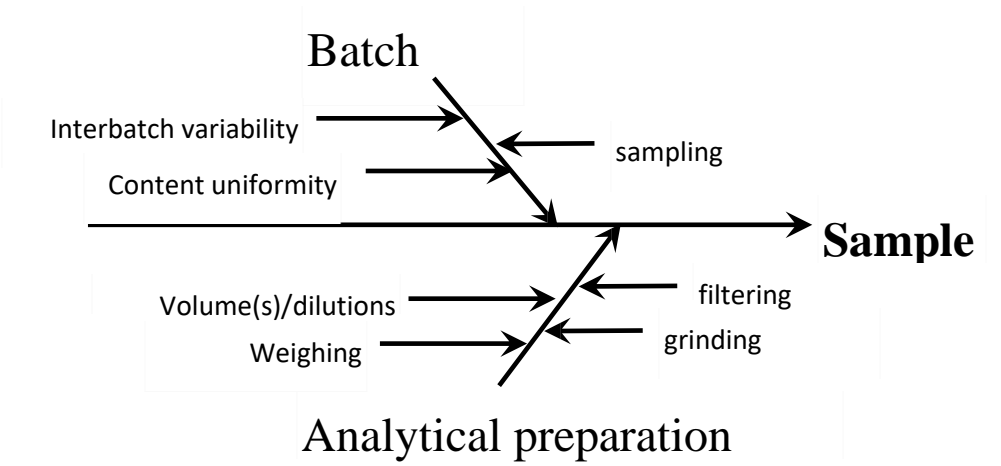 Batch
Interbatch variability
sampling
Content uniformity
Sample
Volume(s)/dilutions
filtering
Weighing
grinding
Analytical preparation